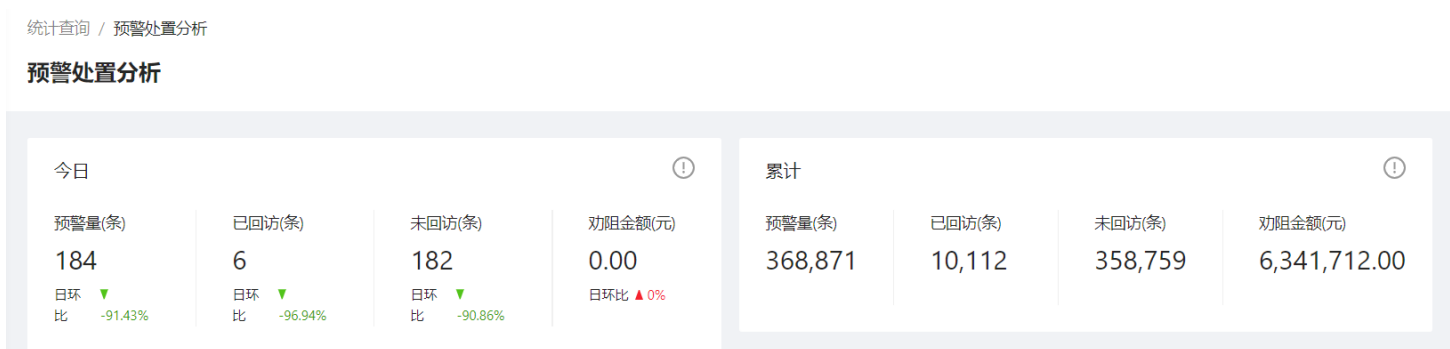 统计查询 / 预警处置分析
预警处置分析
今日
预警量(条) 已回访(条) 未回访(条) 劝阻金额(元)
184 6 182 0.00
日环比 ▼ -91.43% 日环比 ▼ -96.94% 日环比 ▼ -90.86% 日环比 ▲ 0%
累计
预警量(条) 已回访(条) 未回访(条) 劝阻金额(元)
368,871 10,112 358,759 6,341,712.00